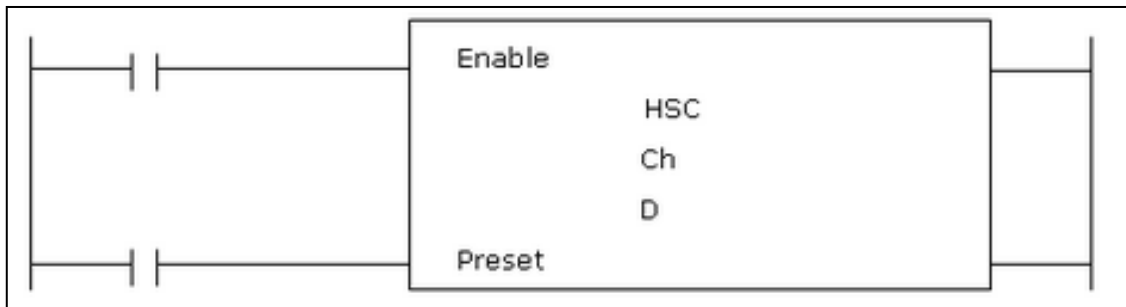 Enable
HSC
Ch
D
Preset